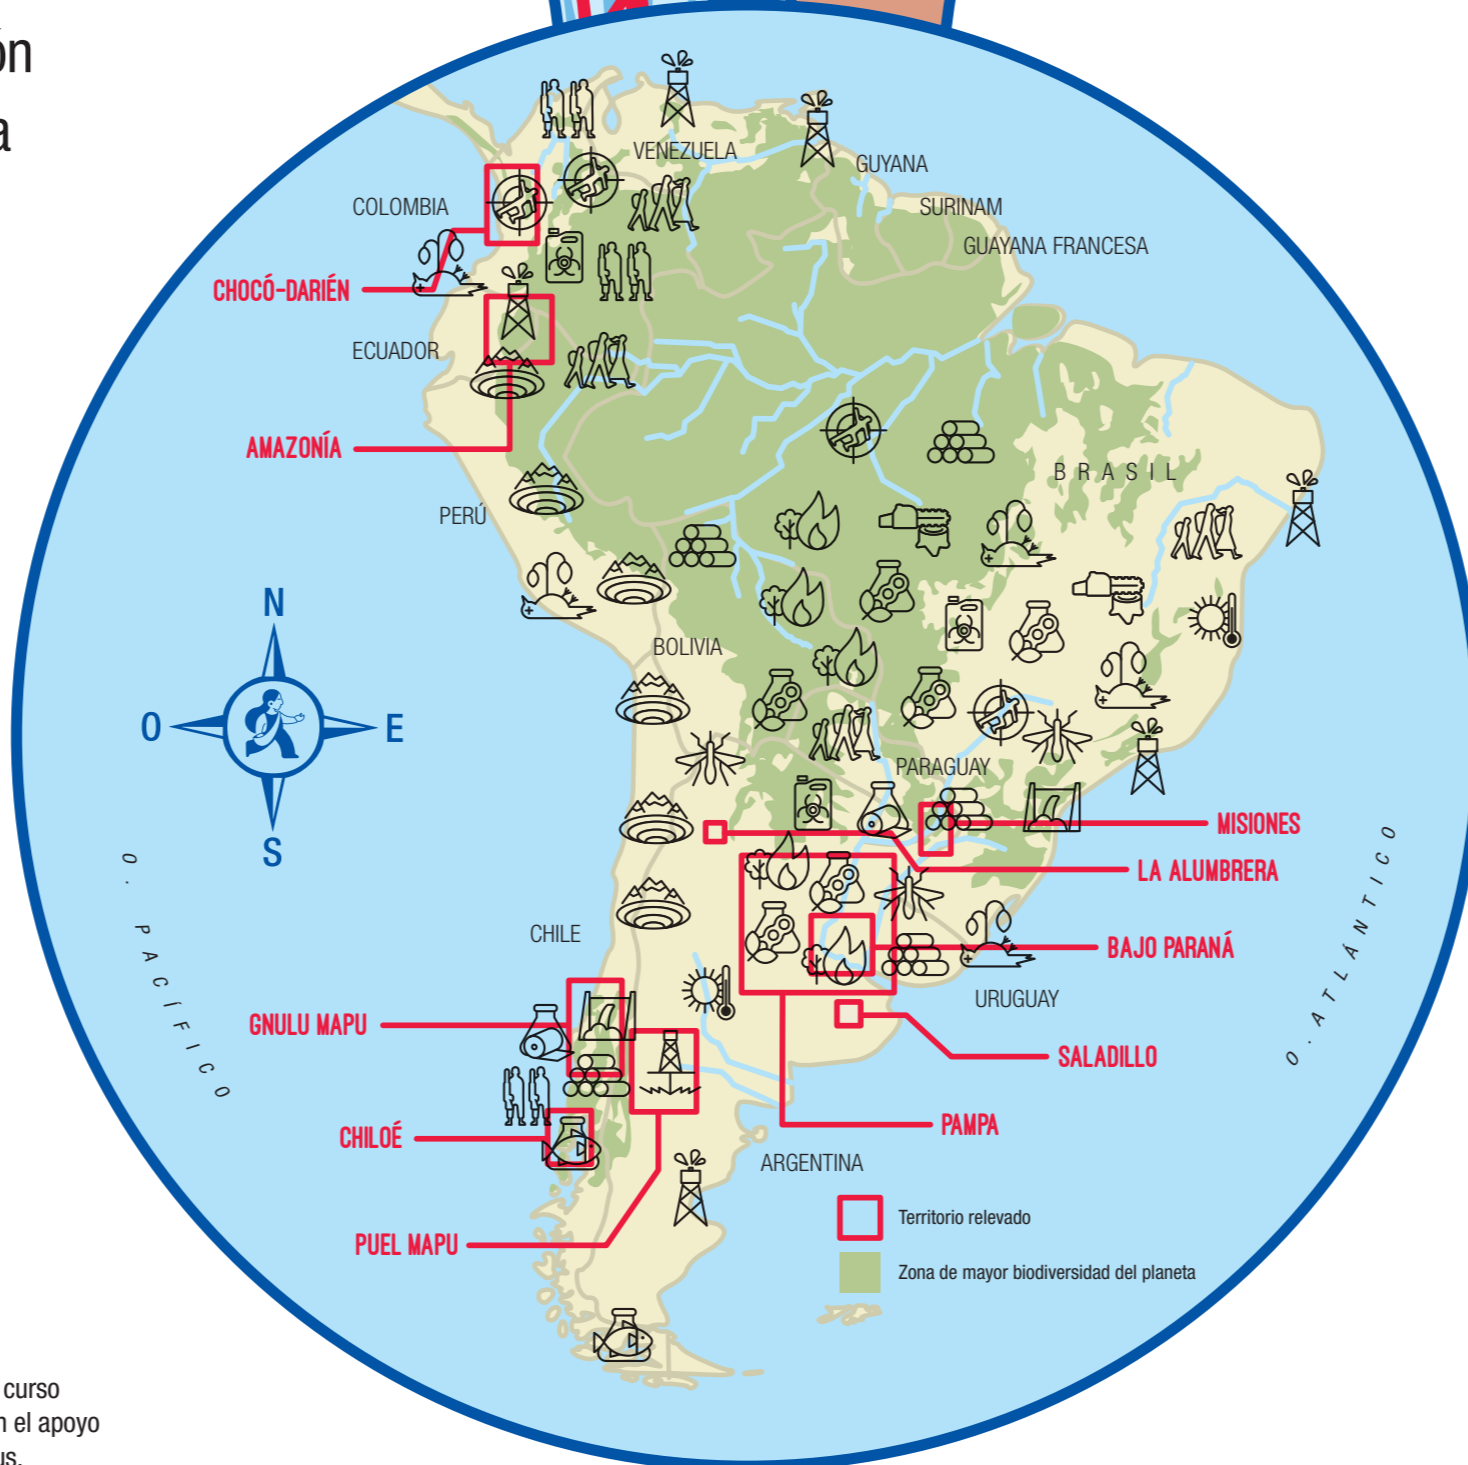 ón
a
VENEZUELA
GUYANA
COLOMBIA
SURINAM
GUAYANA FRANCESA
CHOCÓ-DARIÉN
ECUADOR
AMAZONÍA
BRASIL
PERÚ
N
BOLIVIA
O
E
PARAGUAY
S
MISIONES
LA ALUMBRERA
O. PACÍFICO
O. ATLÁNTICO
CHILE
BAJO PARANÁ
URUGUAY
GNULU MAPU
SALADILLO
PAMPA
CHILOÉ
ARGENTINA
Territorio relevado
PUEL MAPU
Zona de mayor biodiversidad del planeta
curso
n el apoyo
us.